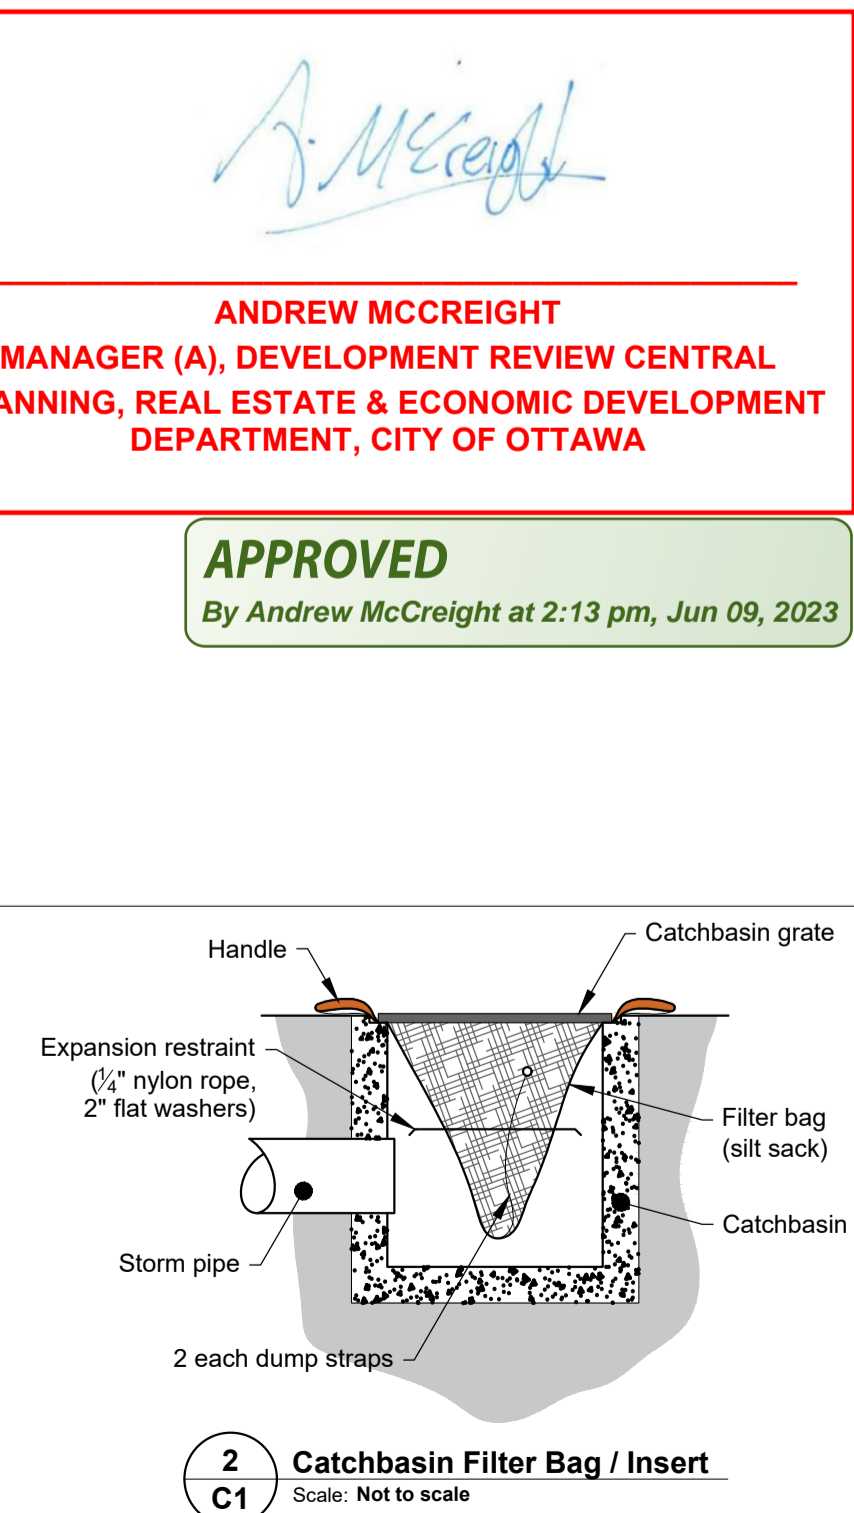 A. McCreight
ANDREW MCCREIGHT
MANAGER (A), DEVELOPMENT REVIEW CENTRAL
ANNING, REAL ESTATE & ECONOMIC DEVELOPMENT
DEPARTMENT, CITY OF OTTAWA
APPROVED
By Andrew McCreight at 2:13 pm, Jun 09, 2023
Catchbasin grate
Handle
Expansion restraint
(1/4" nylon rope,
2" flat washers)
Filter bag
(silt sack)
Catchbasin
Storm pipe
2 each dump straps
2
C1
Catchbasin Filter Bag / Insert
Scale: Not to scale